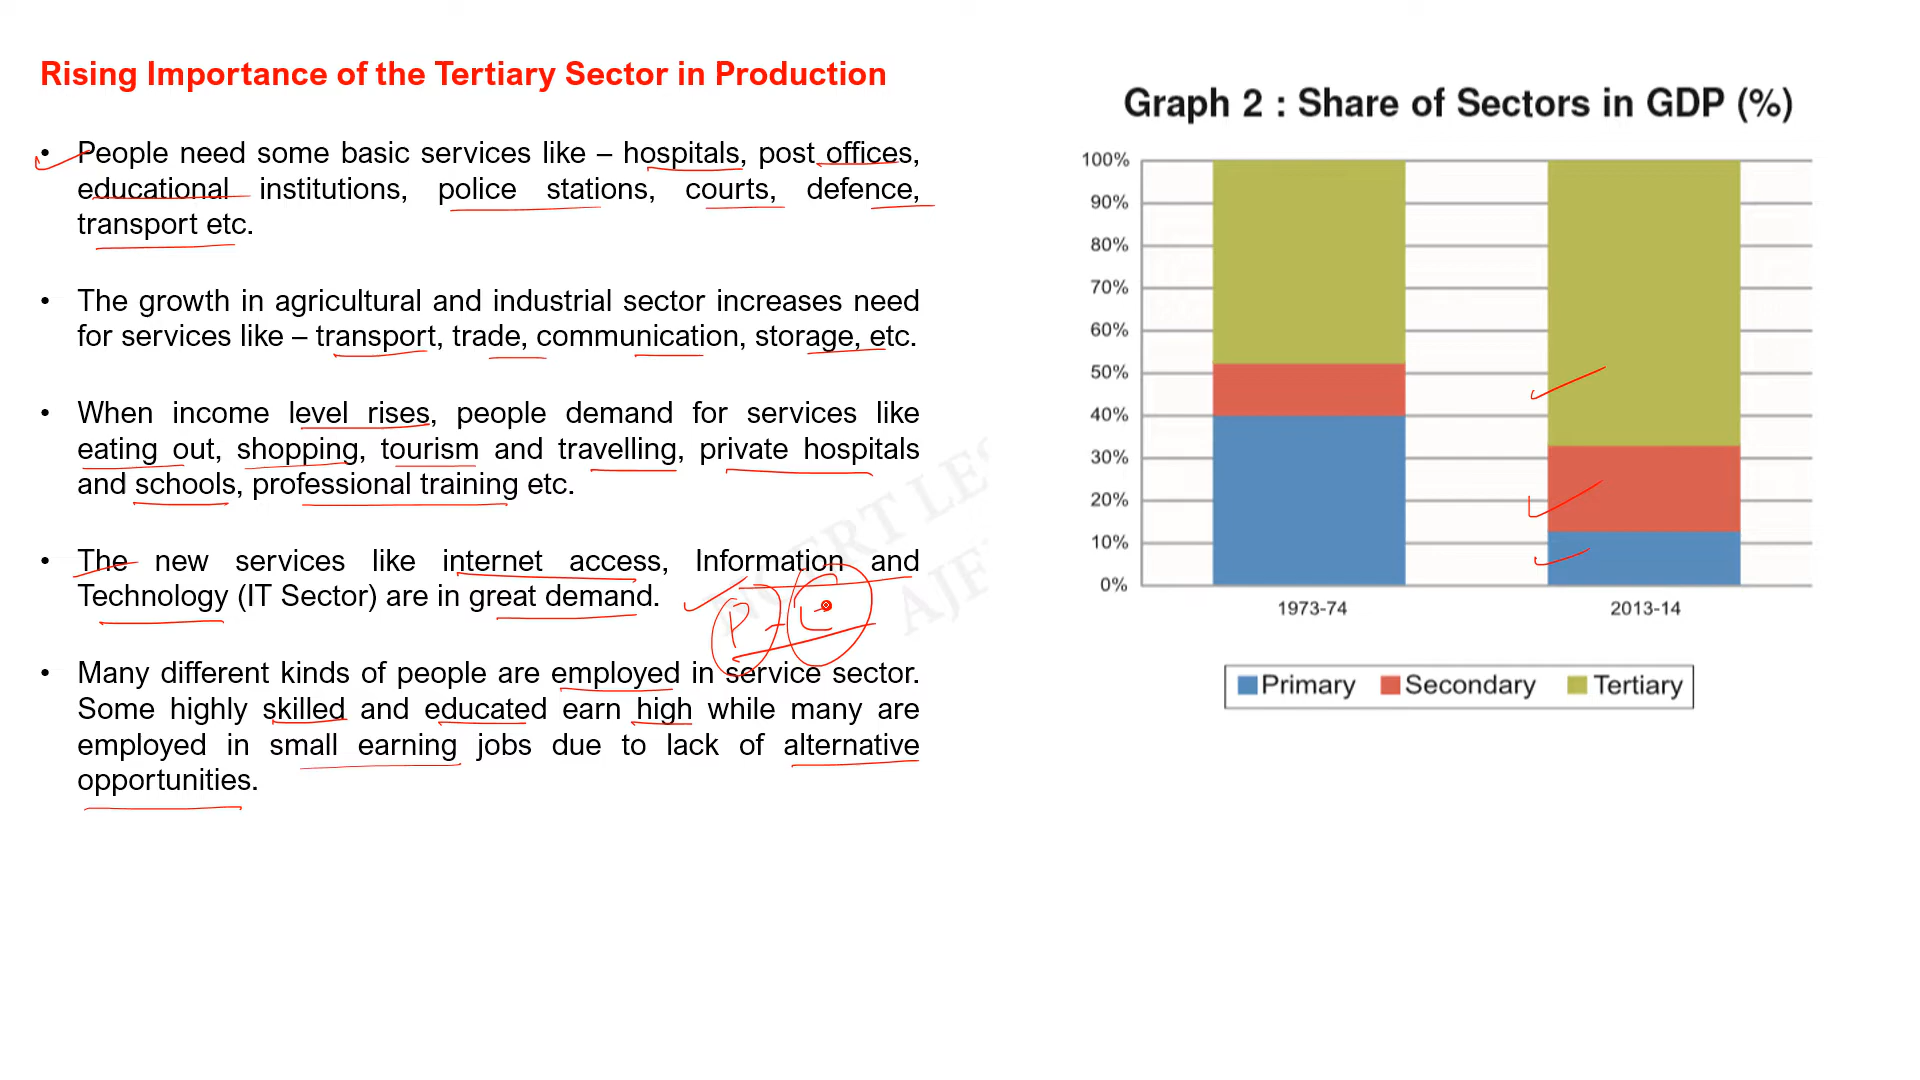 Rising Importance of the Tertiary Sector in Production
• People need some basic services like – hospitals, post offices,
educational institutions, police stations, courts, defence,
transport etc.
• The growth in agricultural and industrial sector increases need
for services like – transport, trade, communication, storage, etc.
• When income level rises, people demand for services like
eating out, shopping, tourism and travelling, private hospitals
and schools, professional training etc.
• The new services like internet access, Information and
Technology (IT Sector) are in great demand.
P
• Many different kinds of people are employed in service sector.
Some highly skilled and educated earn high while many are
employed in small earning jobs due to lack of alternative
opportunities.
Graph 2 : Share of Sectors in GDP (%)
100%
90%
80%
70%
60%
50%
40%
30%
20%
10%
0%
1973-74 2013-14
Primary Secondary Tertiary